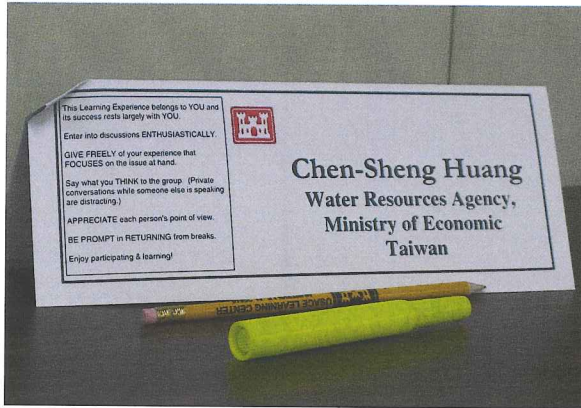 This Learning Experience belongs to YOU and
its success rests largely with YOU.
Enter into discussions ENTHUSIASTICALLY.
GIVE FREELY of your experience that
FOCUSES on the issue at hand.
Say what you THINK to the group. (Private
conversations while someone else is speaking
are distracting.)
APPRECIATE each person's point of view.
BE PROMPT in RETURNING from breaks.
Enjoy participating & learning!
Chen-Sheng Huang
Water Resources Agency,
Ministry of Economic
Taiwan
USACE LEARNING CENTER